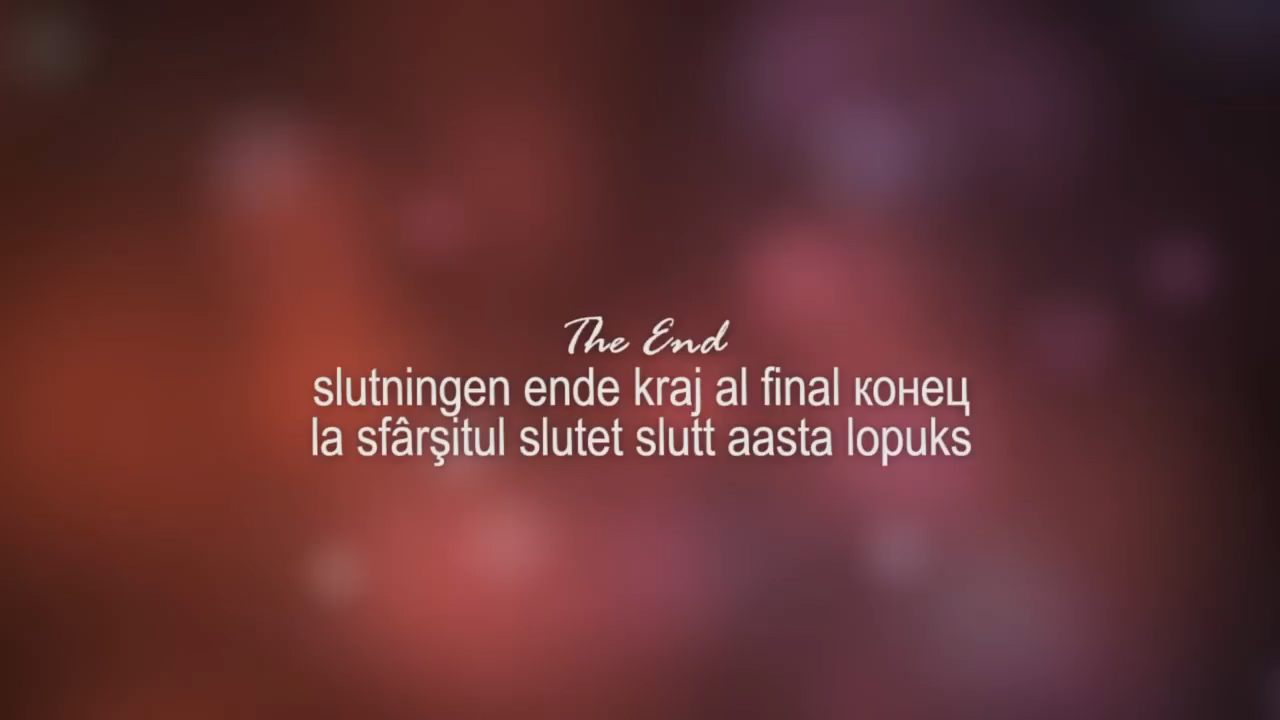 The End
slutningen ende kraj al final конец
la sfârşitul slutet slutt aasta lopuks